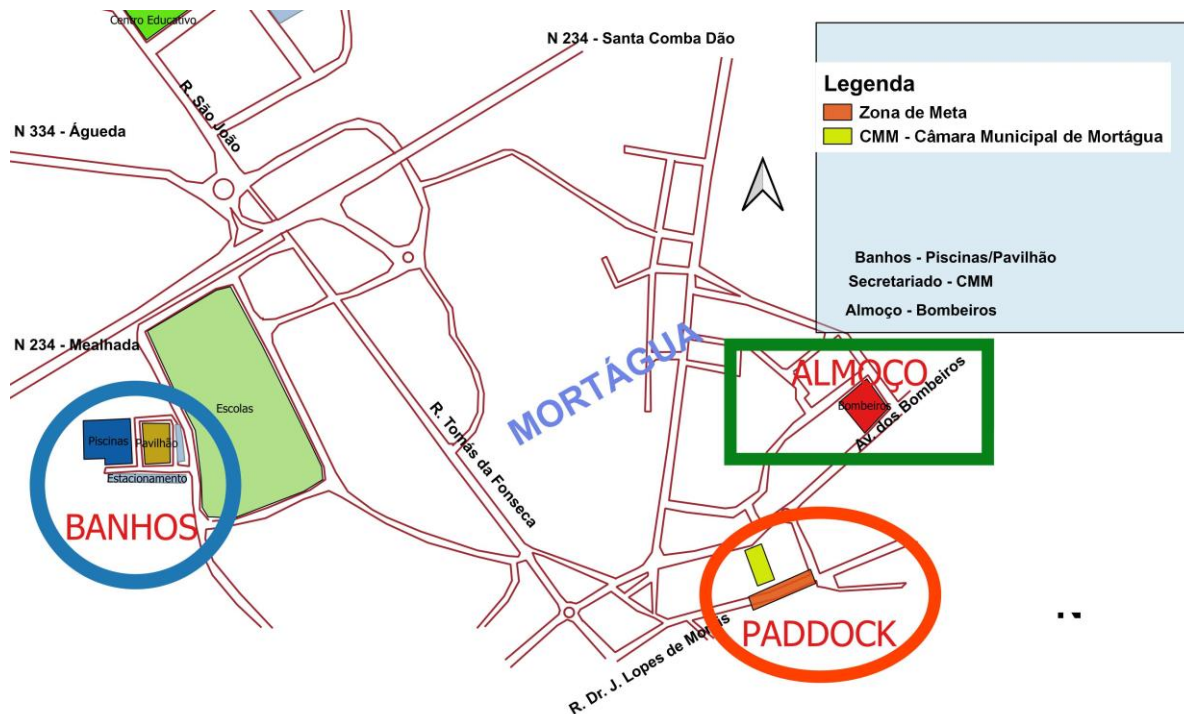 Centro Educativo
N 234 - Santa Comba Dão
R. São João
N 334 - Águeda
Legenda
Zona de Meta
CMM - Câmara Municipal de Mortágua
Banhos - Piscinas/Pavilhão
Secretariado - CMM
Almoço - Bombeiros
N 234 - Mealhada
MORTÁGUA
ALMOÇO
Bombeiros
Av. dos Bombeiros
Escolas
R. Tomás da Fonseca
Piscinas
Pavilhão
Estacionamento
BANHOS
PADDOCK
R. Dr. J. Lopes de Morais